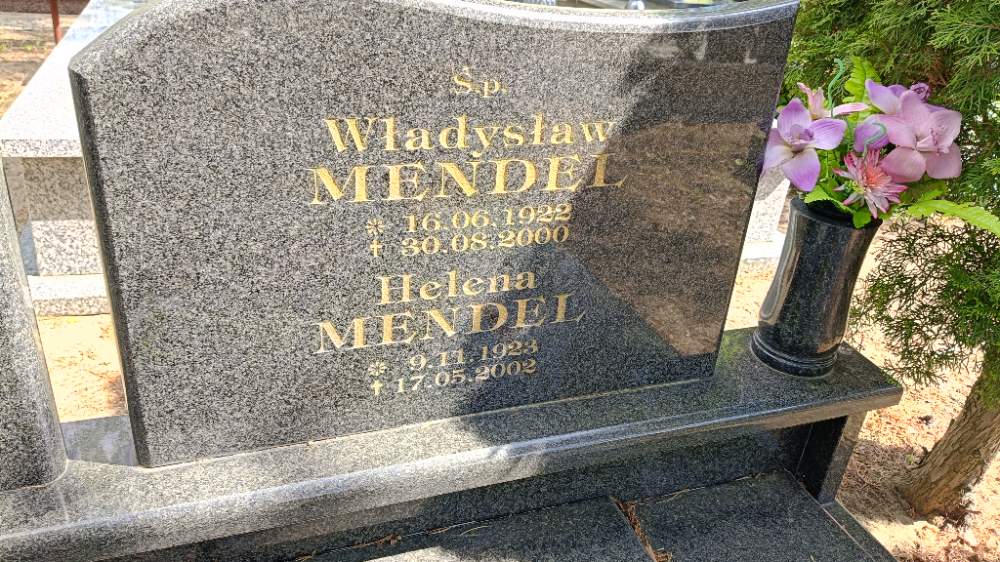 Ś.p.
Władysław
MENDEL
* 16.06.1922
† 30.08.2000
Helena
MENDEL
* 9.11.1923
† 17.05.2002